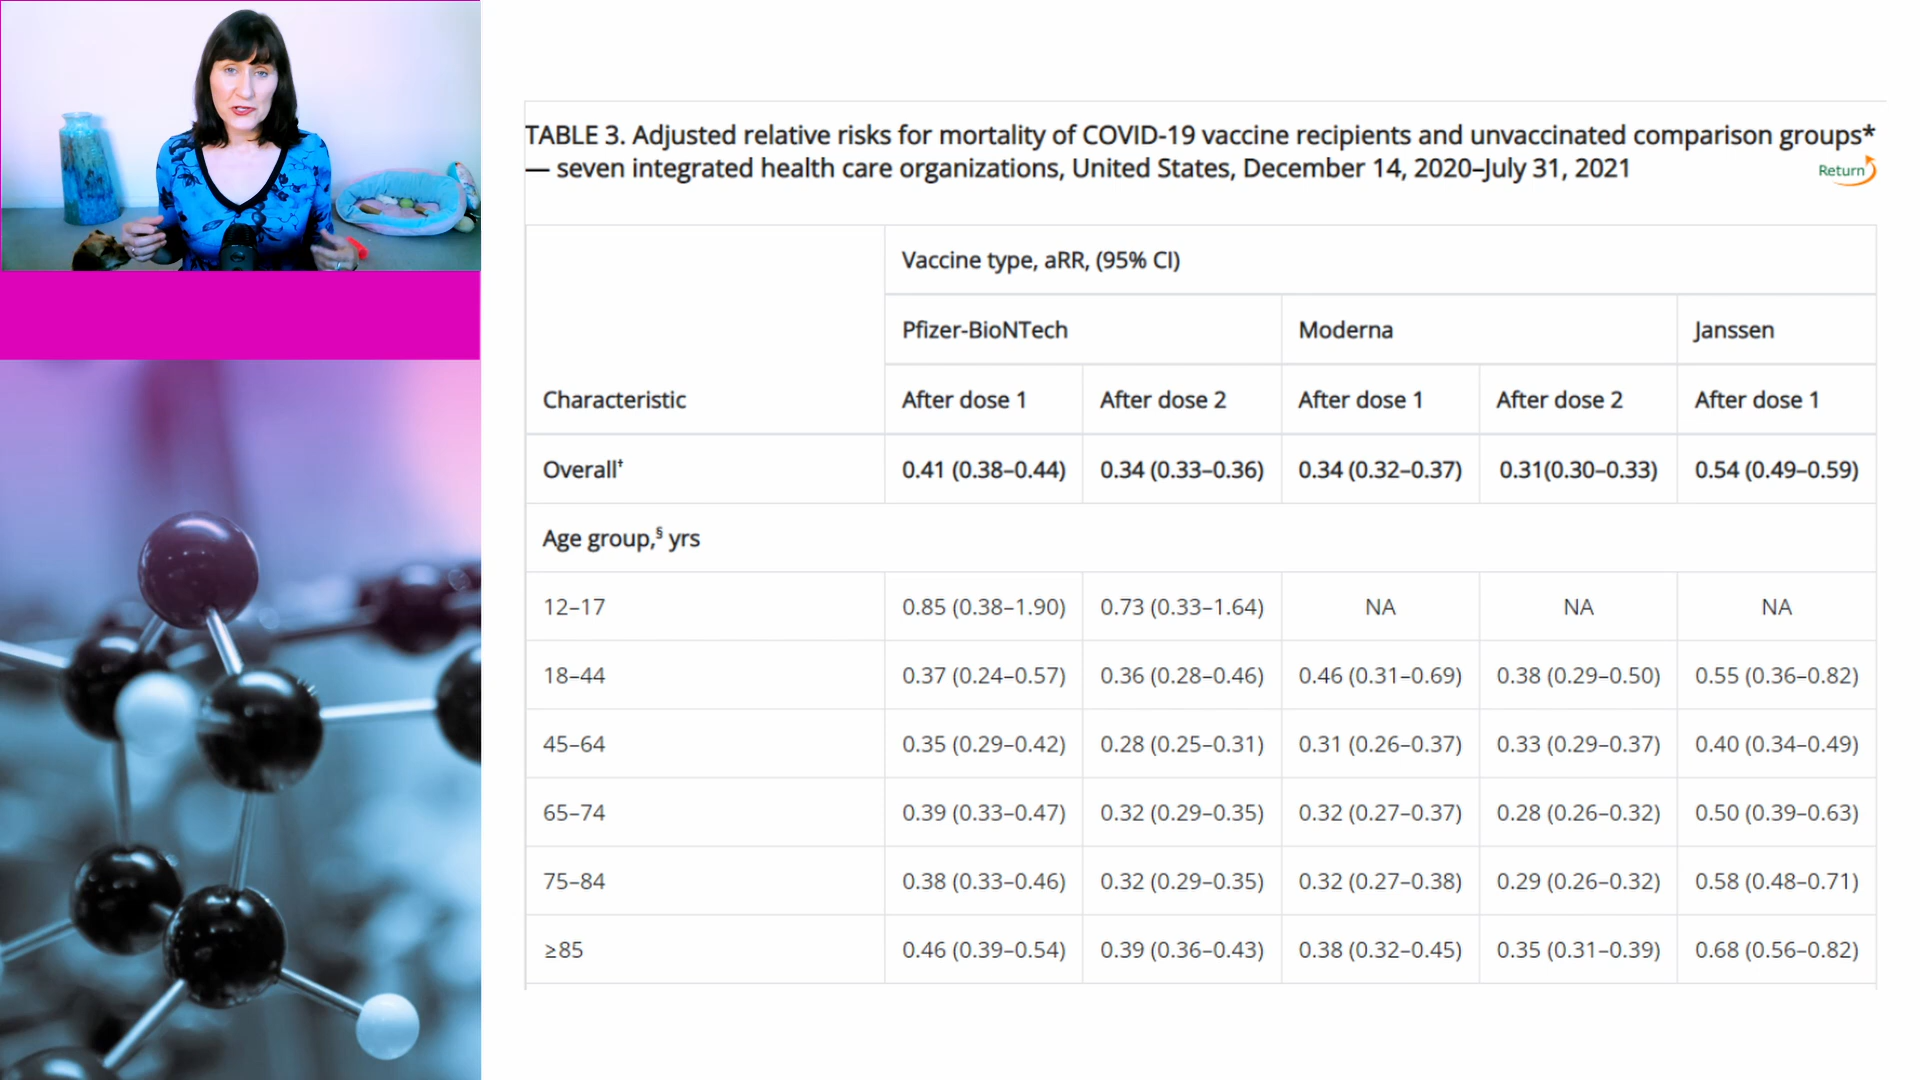 TABLE 3. Adjusted relative risks for mortality of COVID-19 vaccine recipients and unvaccinated comparison groups*
— seven integrated health care organizations, United States, December 14, 2020–July 31, 2021
Return
Vaccine type, aRR, (95% CI)
Pfizer-BioNTech Moderna Janssen
Characteristic After dose 1 After dose 2 After dose 1 After dose 2 After dose 1
Overall† 0.41 (0.38–0.44) 0.34 (0.33–0.36) 0.34 (0.32–0.37) 0.31(0.30–0.33) 0.54 (0.49–0.59)
Age group,§ yrs
12–17 0.85 (0.38–1.90) 0.73 (0.33–1.64) NA NA NA
18–44 0.37 (0.24–0.57) 0.36 (0.28–0.46) 0.46 (0.31–0.69) 0.38 (0.29–0.50) 0.55 (0.36–0.82)
45–64 0.35 (0.29–0.42) 0.28 (0.25–0.31) 0.31 (0.26–0.37) 0.33 (0.29–0.37) 0.40 (0.34–0.49)
65–74 0.39 (0.33–0.47) 0.32 (0.29–0.35) 0.32 (0.27–0.37) 0.28 (0.26–0.32) 0.50 (0.39–0.63)
75–84 0.38 (0.33–0.46) 0.32 (0.29–0.35) 0.32 (0.27–0.38) 0.29 (0.26–0.32) 0.58 (0.48–0.71)
≥85 0.46 (0.39–0.54) 0.39 (0.36–0.43) 0.38 (0.32–0.45) 0.35 (0.31–0.39) 0.68 (0.56–0.82)